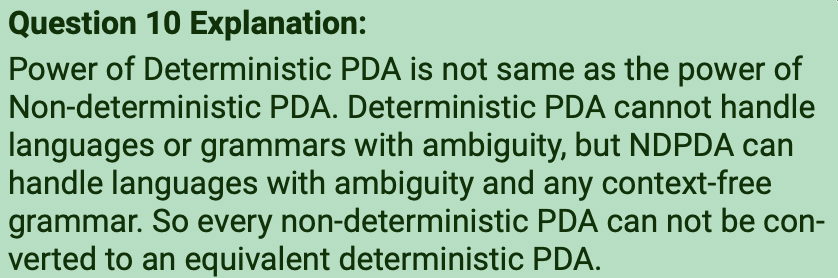 Question 10 Explanation:
Power of Deterministic PDA is not same as the power of
Non-deterministic PDA. Deterministic PDA cannot handle
languages or grammars with ambiguity, but NDPDA can
handle languages with ambiguity and any context-free
grammar. So every non-deterministic PDA can not be con-
verted to an equivalent deterministic PDA.